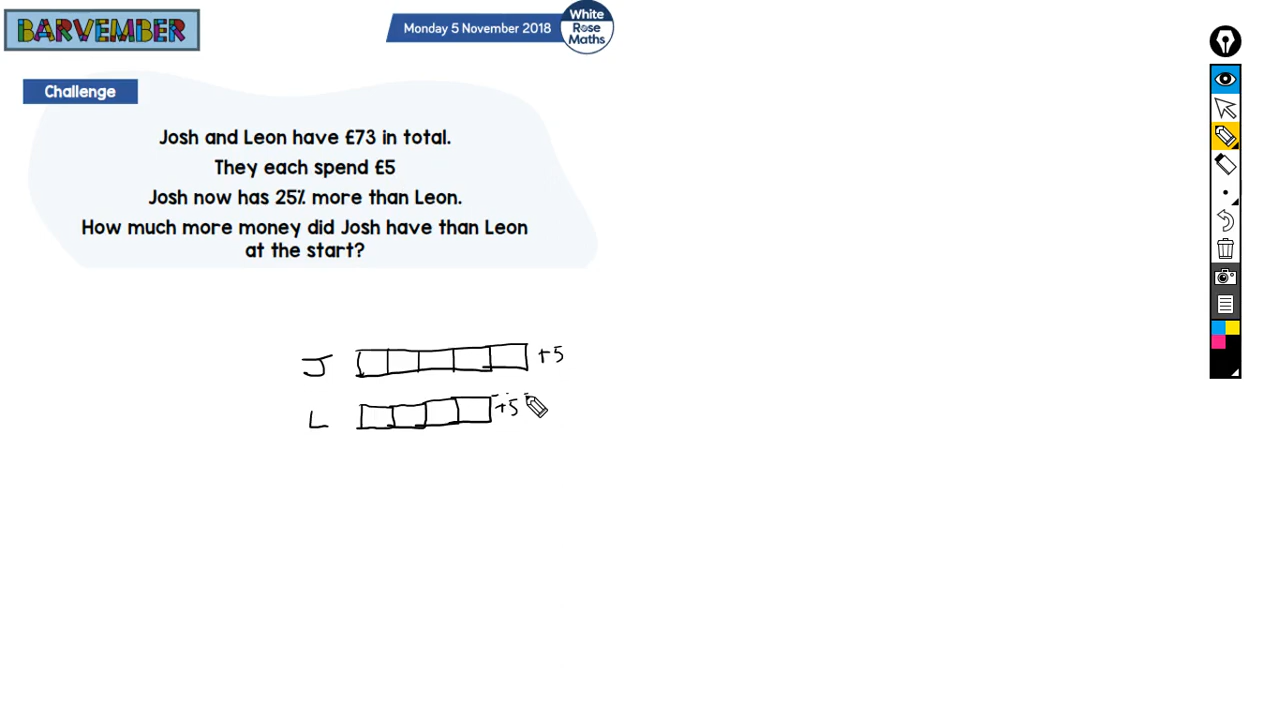 BARVEMBER
Monday 5 November 2018
White
Rose
Maths
Challenge
Josh and Leon have £73 in total.
They each spend £5
Josh now has 25% more than Leon.
How much more money did Josh have than Leon
at the start?
J +5
L +5